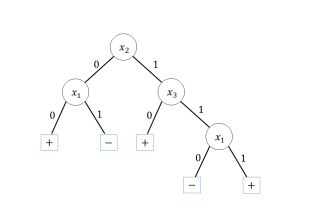 x₂
0 1
x₁ x₃
0 1 0 1
+ − + x₁
0 1
− +